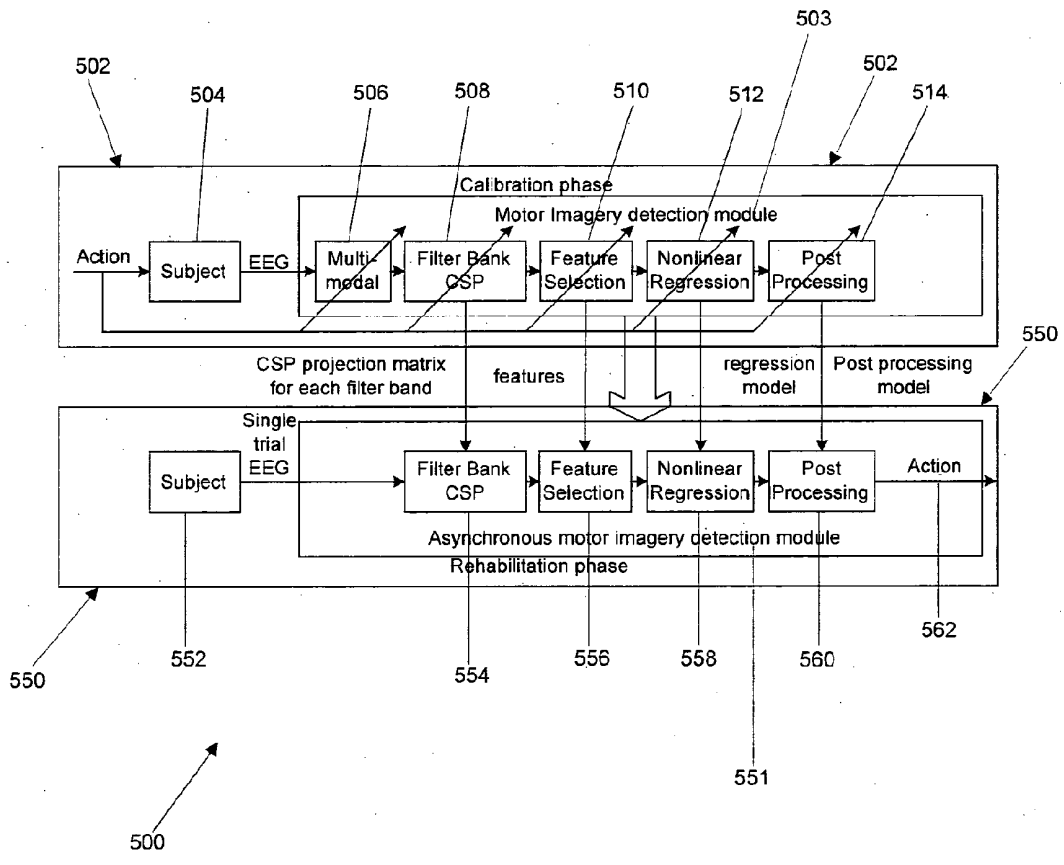 503
502
502
504
506
508
510
512
514
Calibration phase
Motor Imagery detection module
Action
Subject
EEG
Multi-
modal
Filter Bank
CSP
Feature
Selection
Nonlinear
Regression
Post
Processing
550
CSP projection matrix
for each filter band
features
regression
model
Post processing
model
Single
trial
EEG
Subject
Filter Bank
CSP
Feature
Selection
Nonlinear
Regression
Post
Processing
Action
Asynchronous motor imagery detection module
Rehabilitation phase
562
552
554
556
558
560
550
551
500